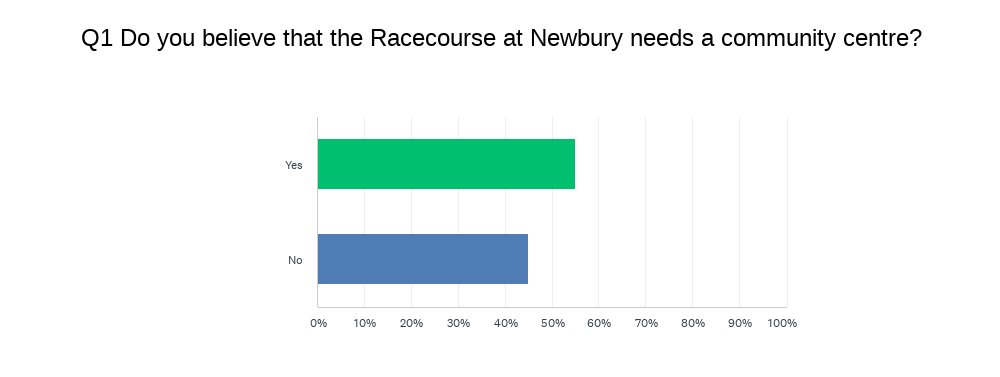 Q1 Do you believe that the Racecourse at Newbury needs a community centre?
Yes
No
0% 10% 20% 30% 40% 50% 60% 70% 80% 90% 100%